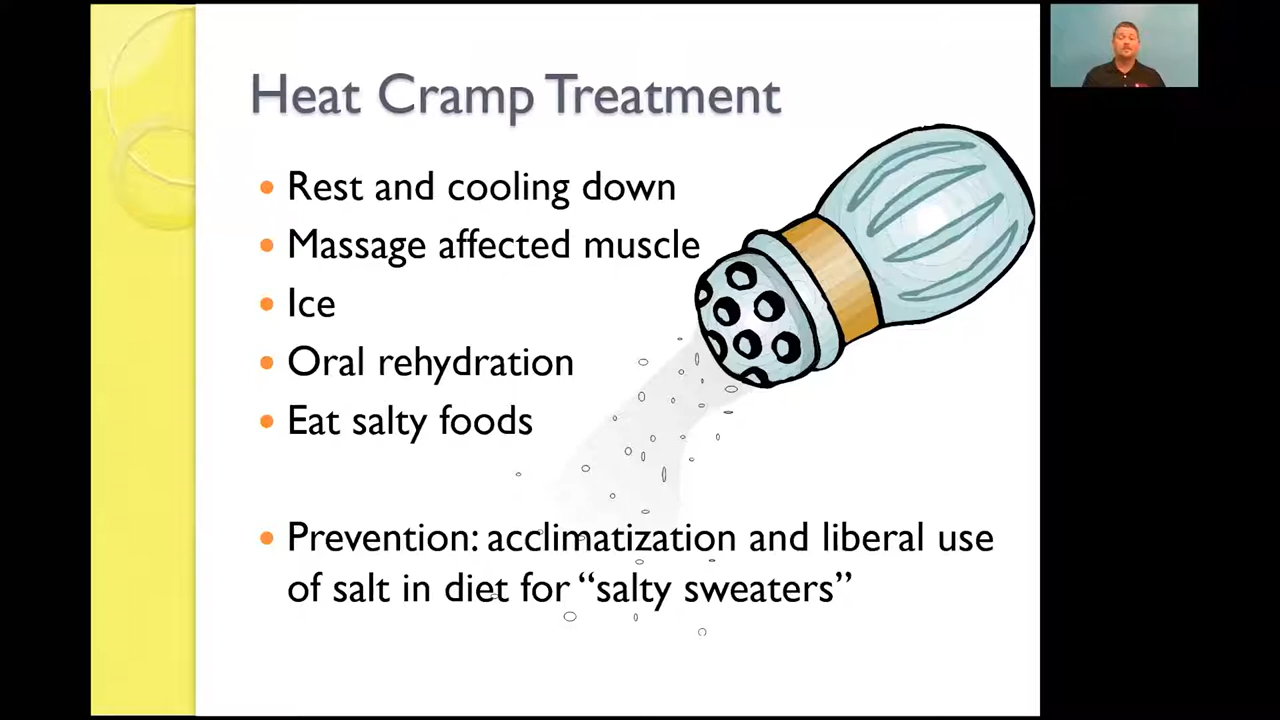 Heat Cramp Treatment
• Rest and cooling down
• Massage affected muscle
• Ice
• Oral rehydration
• Eat salty foods
• Prevention: acclimatization and liberal use
of salt in diet for “salty sweaters”